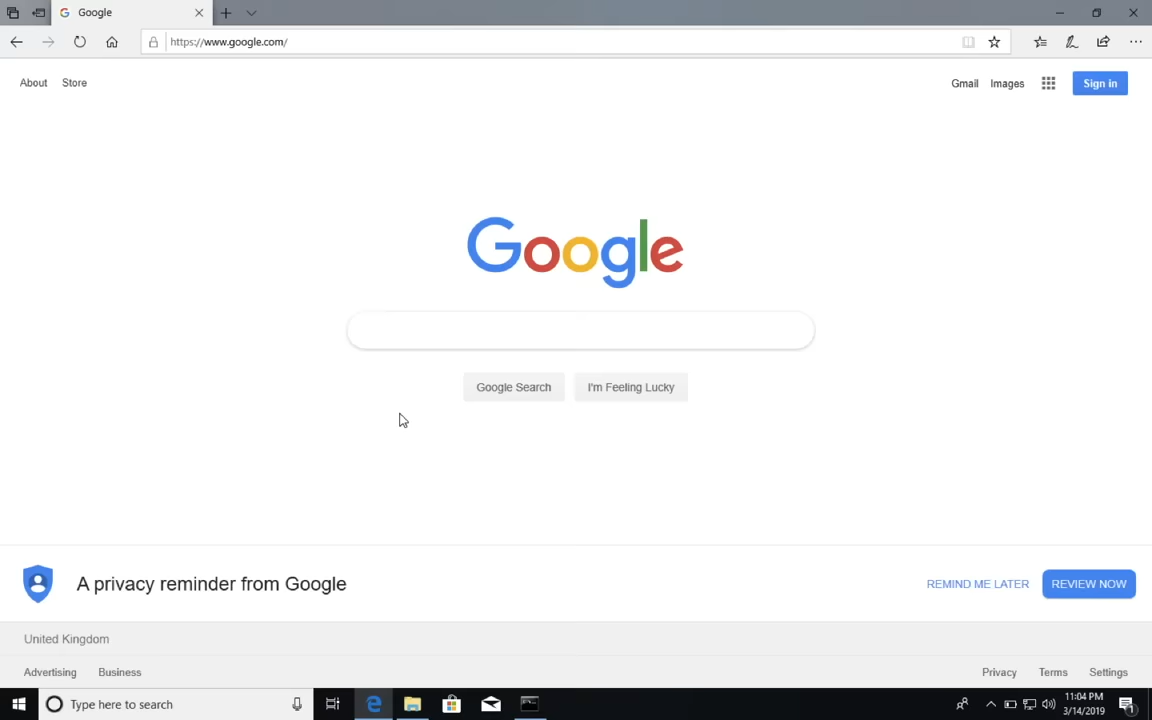 Google
https://www.google.com/
About Store
Gmail Images Sign in
Google
Google Search I'm Feeling Lucky
A privacy reminder from Google
REMIND ME LATER REVIEW NOW
United Kingdom
Advertising Business
Privacy Terms Settings
Type here to search
11:04 PM
3/14/2019
1